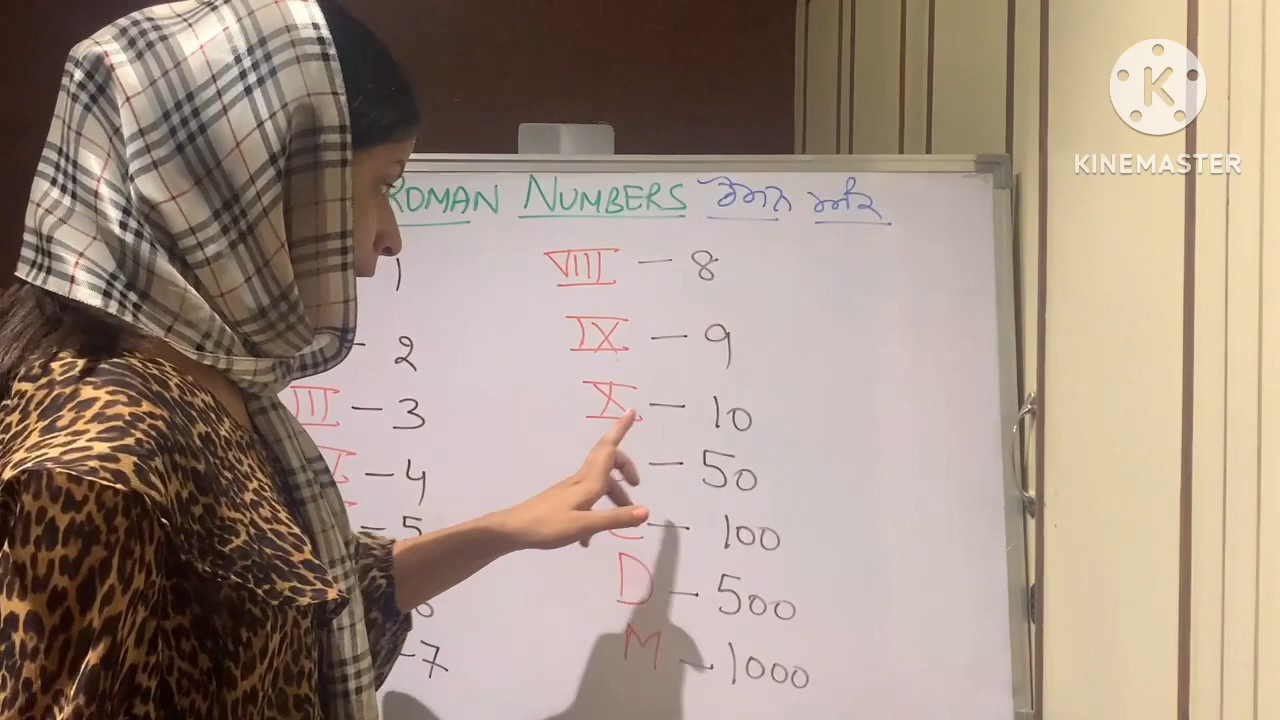 ROMAN NUMBERS ਰੋਮਨ ਅੰਕ
1
- 2
III - 3
- 4
- 5
6
- 7
VIII - 8
IX - 9
X - 10
- 50
C - 100
D - 500
M - 1000
K
KINEMASTER